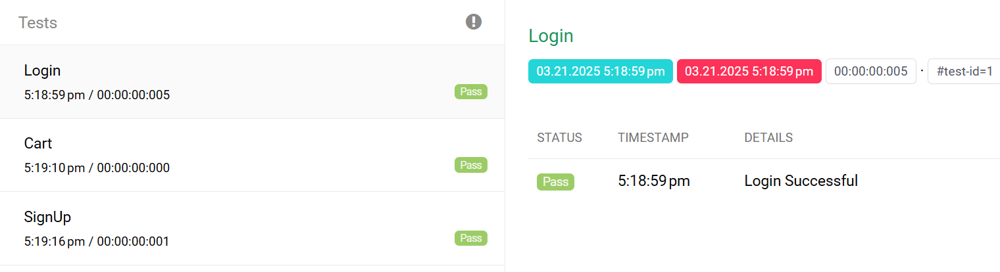 Tests
Login
5:18:59 pm / 00:00:00:005
Pass
Cart
5:19:10 pm / 00:00:00:000
Pass
SignUp
5:19:16 pm / 00:00:00:001
Pass
Login
03.21.2025 5:18:59 pm 03.21.2025 5:18:59 pm 00:00:00:005 · #test-id=1
STATUS TIMESTAMP DETAILS
Pass 5:18:59 pm Login Successful